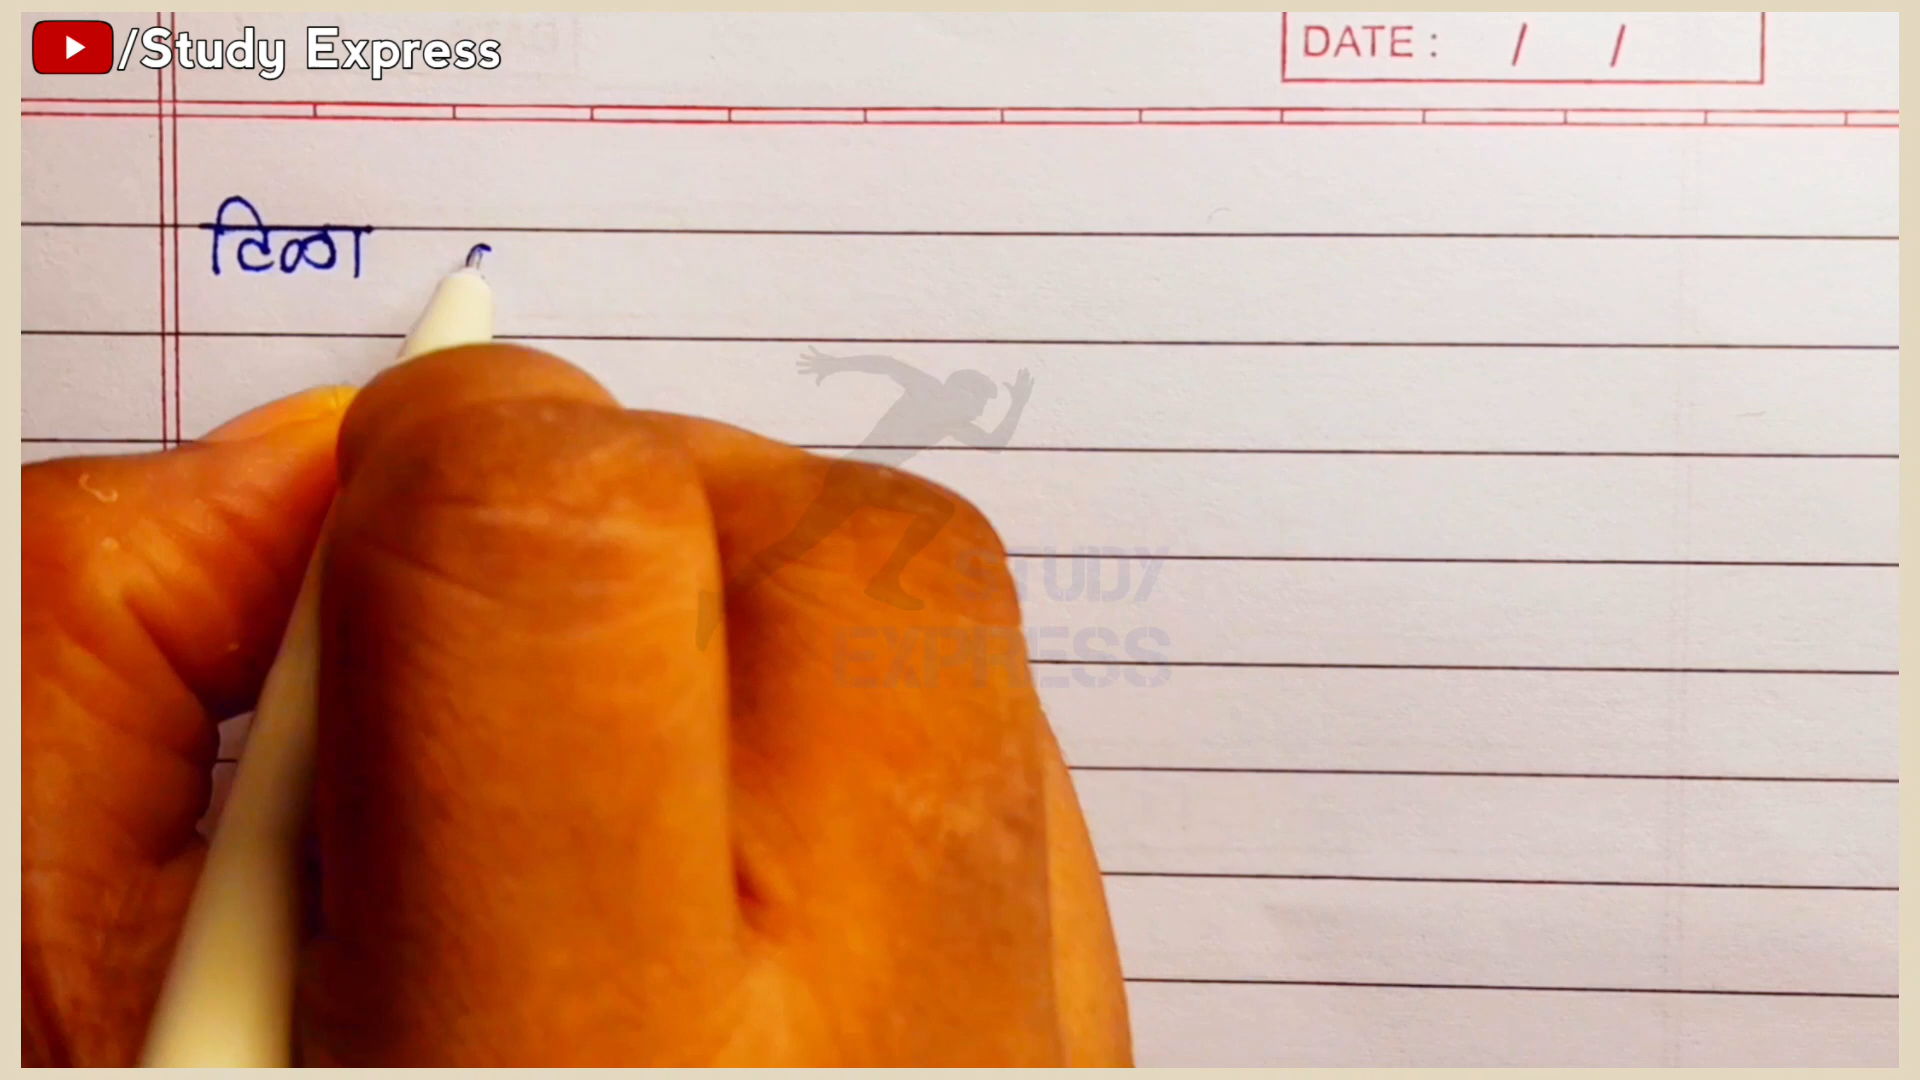 /Study Express
DATE : / /
टिळा
STUDY
EXPRESS